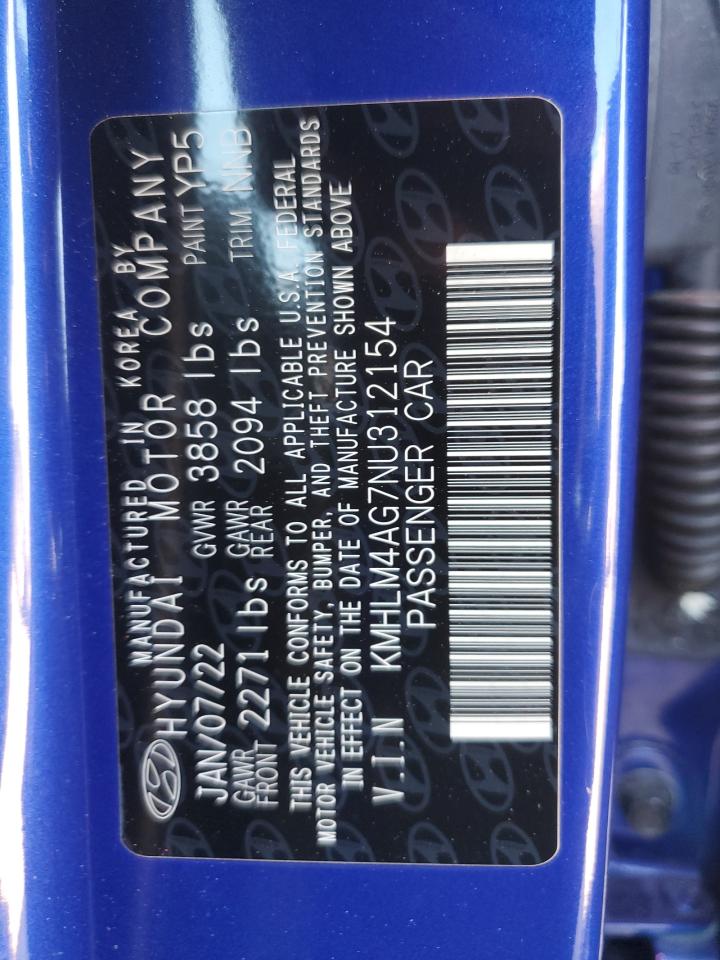 MANUFACTURED IN KOREA BY
HYUNDAI MOTOR COMPANY
JAN/07/22 GVWR 3858 lbs PAINT YP5
GAWR FRONT 2271 lbs GAWR REAR 2094 lbs TRIM NNB
THIS VEHICLE CONFORMS TO ALL APPLICABLE U.S.A. FEDERAL
MOTOR VEHICLE SAFETY, BUMPER, AND THEFT PREVENTION STANDARDS
IN EFFECT ON THE DATE OF MANUFACTURE SHOWN ABOVE
V.I.N KMHLM4AG7NU312154
PASSENGER CAR